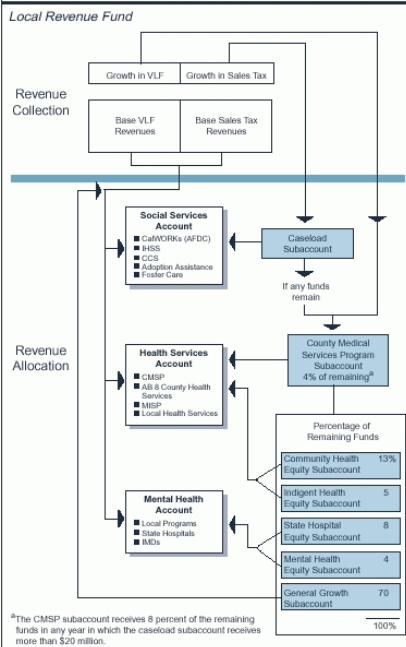 Local Revenue Fund
Growth in VLF
Growth in Sales Tax
Revenue
Collection
Base VLF
Revenues
Base Sales Tax
Revenues
Social Services
Account
■ CalWORKs (AFDC)
■ IHSS
■ CCS
■ Adoption Assistance
■ Foster Care
Caseload
Subaccount
If any funds
remain
Revenue
Allocation
Health Services
Account
■ CMSP
■ AB 8 County Health
Services
■ MISP
■ Local Health Services
County Medical
Services Program
Subaccount
4% of remaining^a
Percentage of
Remaining Funds
Community Health 13%
Equity Subaccount
Indigent Health 5
Equity Subaccount
State Hospital 8
Equity Subaccount
Mental Health 4
Equity Subaccount
General Growth 70
Subaccount
100%
Mental Health
Account
■ Local Programs
■ State Hospitals
■ IMDs
^aThe CMSP subaccount receives 8 percent of the remaining
funds in any year in which the caseload subaccount receives
more than $20 million.